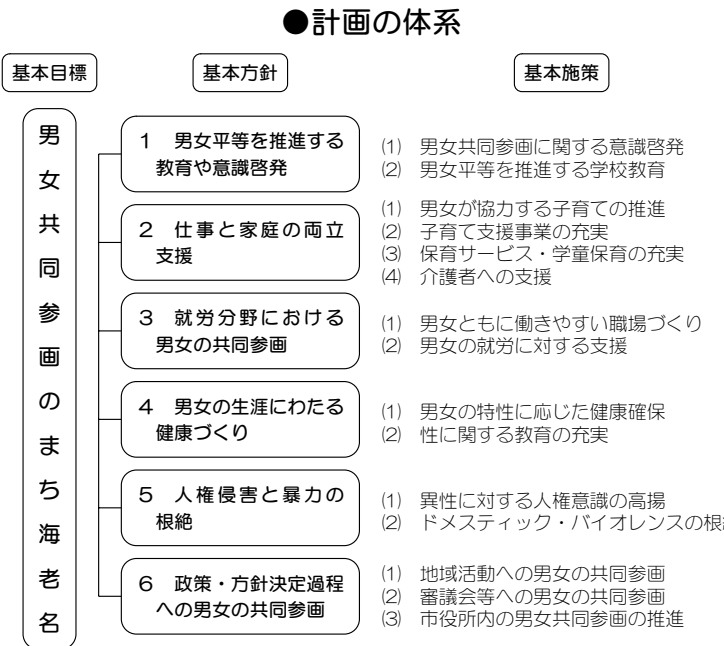 ●計画の体系
基本目標
基本方針
基本施策
男女共同参画のまち海老名
1 男女平等を推進する
教育や意識啓発
(1) 男女共同参画に関する意識啓発
(2) 男女平等を推進する学校教育
2 仕事と家庭の両立
支援
(1) 男女が協力する子育ての推進
(2) 子育て支援事業の充実
(3) 保育サービス・学童保育の充実
(4) 介護者への支援
3 就労分野における
男女の共同参画
(1) 男女ともに働きやすい職場づくり
(2) 男女の就労に対する支援
4 男女の生涯にわたる
健康づくり
(1) 男女の特性に応じた健康確保
(2) 性に関する教育の充実
5 人権侵害と暴力の
根絶
(1) 異性に対する人権意識の高揚
(2) ドメスティック・バイオレンスの根
6 政策・方針決定過程
への男女の共同参画
(1) 地域活動への男女の共同参画
(2) 審議会等への男女の共同参画
(3) 市役所内の男女共同参画の推進